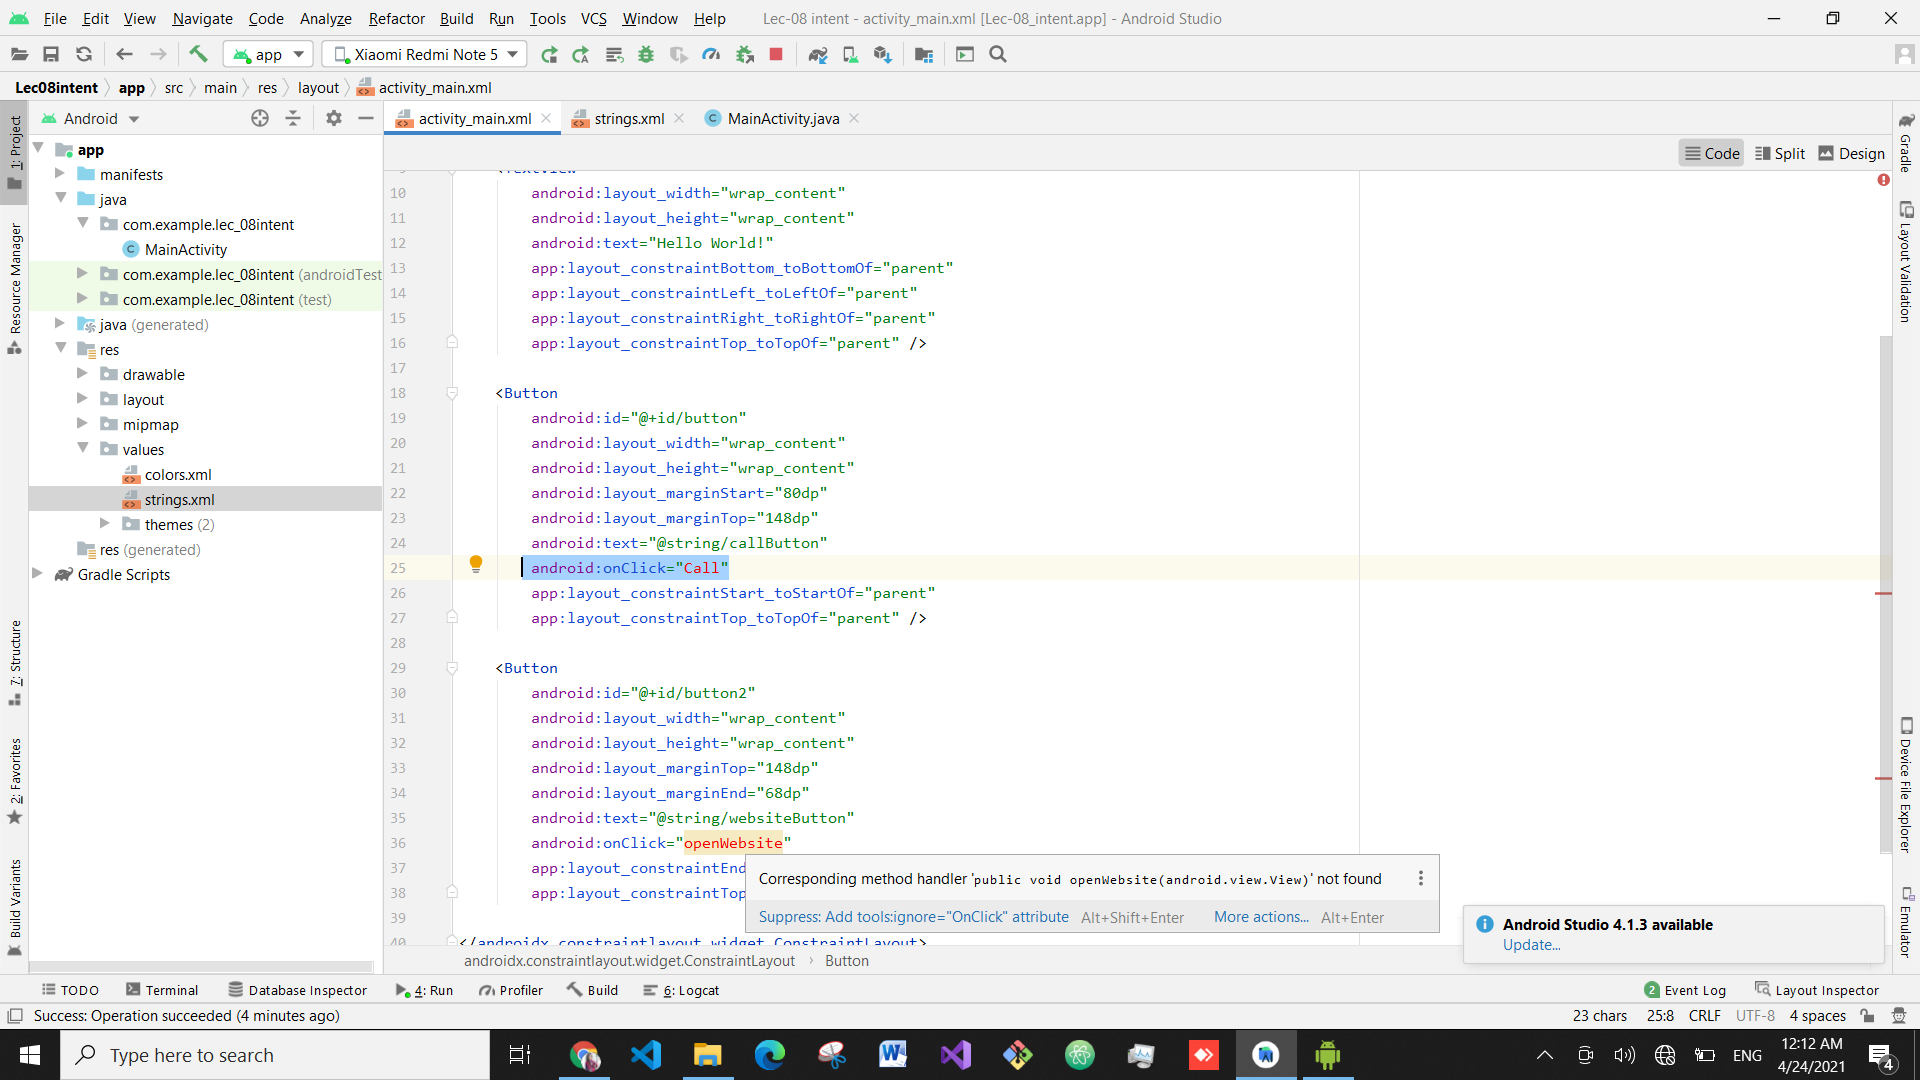 File Edit View Navigate Code Analyze Refactor Build Run Tools VCS Window Help Lec-08 intent - activity_main.xml [Lec-08_intent.app] - Android Studio
app Xiaomi Redmi Note 5
Lec08intent app src main res layout activity_main.xml
1: Project
Resource Manager
7: Structure
2: Favorites
Build Variants
Android
app
manifests
java
com.example.lec_08intent
MainActivity
com.example.lec_08intent (androidTest
com.example.lec_08intent (test)
java (generated)
res
drawable
layout
mipmap
values
colors.xml
strings.xml
themes (2)
res (generated)
Gradle Scripts
activity_main.xml strings.xml MainActivity.java
Code Split Design
<TextView
10 android:layout_width="wrap_content"
11 android:layout_height="wrap_content"
12 android:text="Hello World!"
13 app:layout_constraintBottom_toBottomOf="parent"
14 app:layout_constraintLeft_toLeftOf="parent"
15 app:layout_constraintRight_toRightOf="parent"
16 app:layout_constraintTop_toTopOf="parent" />
17
18 <Button
19 android:id="@+id/button"
20 android:layout_width="wrap_content"
21 android:layout_height="wrap_content"
22 android:layout_marginStart="80dp"
23 android:layout_marginTop="148dp"
24 android:text="@string/callButton"
25 android:onClick="Call"
26 app:layout_constraintStart_toStartOf="parent"
27 app:layout_constraintTop_toTopOf="parent" />
28
29 <Button
30 android:id="@+id/button2"
31 android:layout_width="wrap_content"
32 android:layout_height="wrap_content"
33 android:layout_marginTop="148dp"
34 android:layout_marginEnd="68dp"
35 android:text="@string/websiteButton"
36 android:onClick="openWebsite"
37 app:layout_constraintEnd
38 app:layout_constraintTop
39
40 </androidx.constraintlayout.widget.ConstraintLayout>
Corresponding method handler 'public void openWebsite(android.view.View)' not found
Suppress: Add tools:ignore="OnClick" attribute Alt+Shift+Enter More actions... Alt+Enter
androidx.constraintlayout.widget.ConstraintLayout Button
Android Studio 4.1.3 available
Update...
Gradle
Layout Validation
Device File Explorer
Emulator
TODO Terminal Database Inspector 4: Run Profiler Build 6: Logcat 2 Event Log Layout Inspector
Success: Operation succeeded (4 minutes ago) 23 chars 25:8 CRLF UTF-8 4 spaces
Type here to search
ENG
12:12 AM
4/24/2021
4